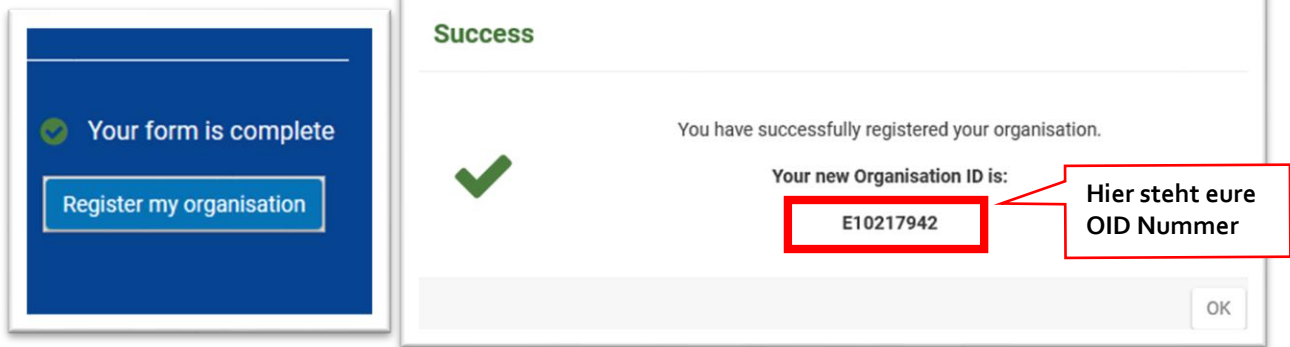 Your form is complete
Register my organisation
Success
You have successfully registered your organisation.
Your new Organisation ID is:
E10217942
Hier steht eure
OID Nummer
OK